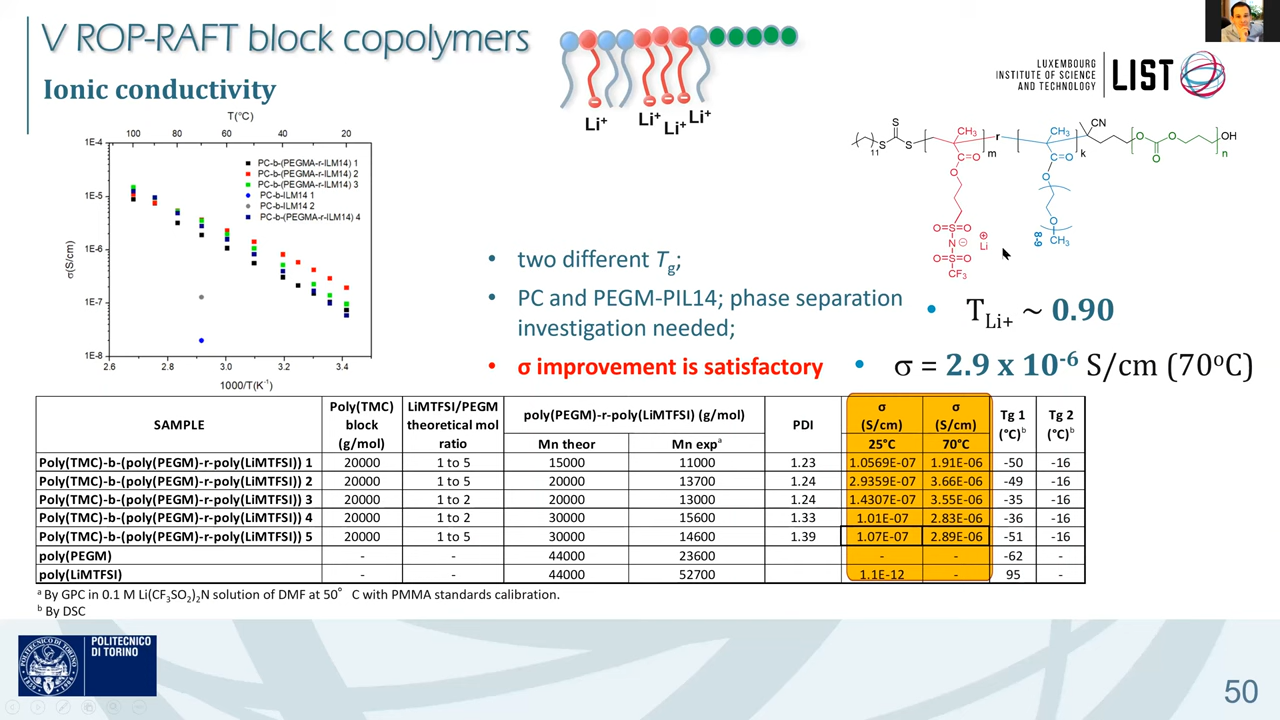 V ROP-RAFT block copolymers
Ionic conductivity
Li⁺ Li⁺ Li⁺ Li⁺
LUXEMBOURG
INSTITUTE OF SCIENCE
AND TECHNOLOGY
LIST
T(°C)
100 80 60 40 20
1E-4
1E-5
1E-6
1E-7
1E-8
σ(S/cm)
PC-b-(PEGMA-r-ILM14) 1
PC-b-(PEGMA-r-ILM14) 2
PC-b-(PEGMA-r-ILM14) 3
PC-b-ILM14 1
PC-b-ILM14 2
PC-b-(PEGMA-r-ILM14) 4
2.6 2.8 3.0 3.2 3.4
1000/T(K⁻¹)
S CN
11 S S CH3 m r CH3 k O O n OH
C=O C=O O
O O
O=S=O O
N ⊖ ⊕ Li 8-9 CH3
O=S=O
CF3
• two different Tg;
• PC and PEGM-PIL14; phase separation
investigation needed;
• σ improvement is satisfactory
• TLi+ ~ 0.90
• σ = 2.9 x 10⁻⁶ S/cm (70ºC)
SAMPLE | Poly(TMC) block (g/mol) | LiMTFSI/PEGM theoretical mol ratio | poly(PEGM)-r-poly(LiMTFSI) (g/mol) | PDI | σ (S/cm) | σ (S/cm) | Tg 1 (°C)ᵇ | Tg 2 (°C)ᵇ
Mn theor | Mn expᵃ | 25°C | 70°C
Poly(TMC)-b-(poly(PEGM)-r-poly(LiMTFSI)) 1 | 20000 | 1 to 5 | 15000 | 11000 | 1.23 | 1.0569E-07 | 1.91E-06 | -50 | -16
Poly(TMC)-b-(poly(PEGM)-r-poly(LiMTFSI)) 2 | 20000 | 1 to 5 | 20000 | 13700 | 1.24 | 2.9359E-07 | 3.66E-06 | -49 | -16
Poly(TMC)-b-(poly(PEGM)-r-poly(LiMTFSI)) 3 | 20000 | 1 to 2 | 20000 | 13000 | 1.24 | 1.4307E-07 | 3.55E-06 | -35 | -16
Poly(TMC)-b-(poly(PEGM)-r-poly(LiMTFSI)) 4 | 20000 | 1 to 2 | 30000 | 15600 | 1.33 | 1.01E-07 | 2.83E-06 | -36 | -16
Poly(TMC)-b-(poly(PEGM)-r-poly(LiMTFSI)) 5 | 20000 | 1 to 5 | 30000 | 14600 | 1.39 | 1.07E-07 | 2.89E-06 | -51 | -16
poly(PEGM) | - | - | 44000 | 23600 | | - | - | -62 | -
poly(LiMTFSI) | - | - | 44000 | 52700 | | 1.1E-12 | - | 95 | -
ᵃ By GPC in 0.1 M Li(CF₃SO₂)₂N solution of DMF at 50° C with PMMA standards calibration.
ᵇ By DSC
POLITECNICO
DI TORINO
50